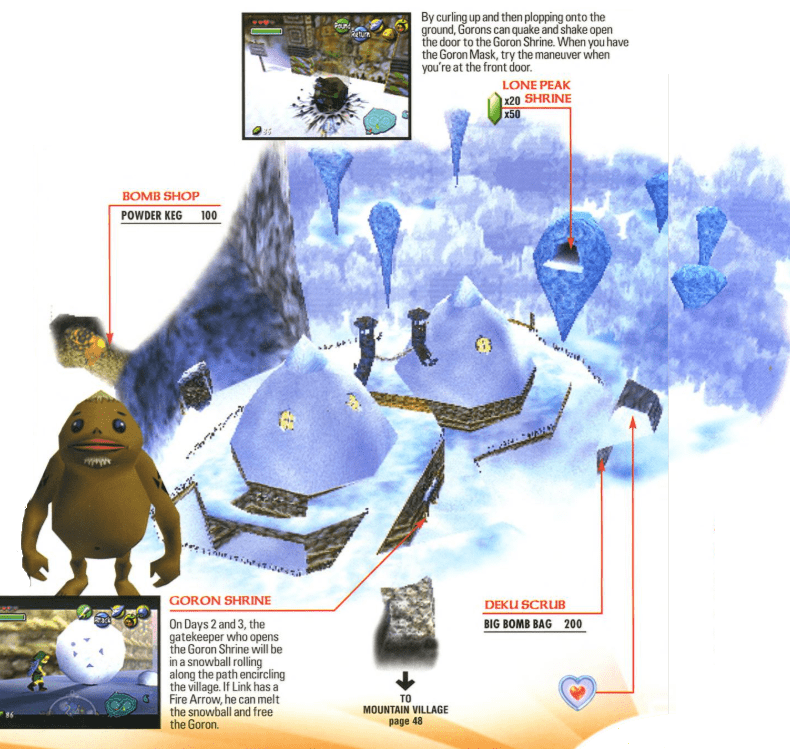 By curling up and then plopping onto the
ground, Gorons can quake and shake open
the door to the Goron Shrine. When you have
the Goron Mask, try the maneuver when
you're at the front door.
Pound
Return
LONE PEAK
SHRINE
x20
x50
BOMB SHOP
POWDER KEG 100
GORON SHRINE
On Days 2 and 3, the
gatekeeper who opens
the Goron Shrine will be
in a snowball rolling
along the path encircling
the village. If Link has a
Fire Arrow, he can melt
the snowball and free
the Goron.
Attack
86
DEKU SCRUB
BIG BOMB BAG 200
TO
MOUNTAIN VILLAGE
page 48